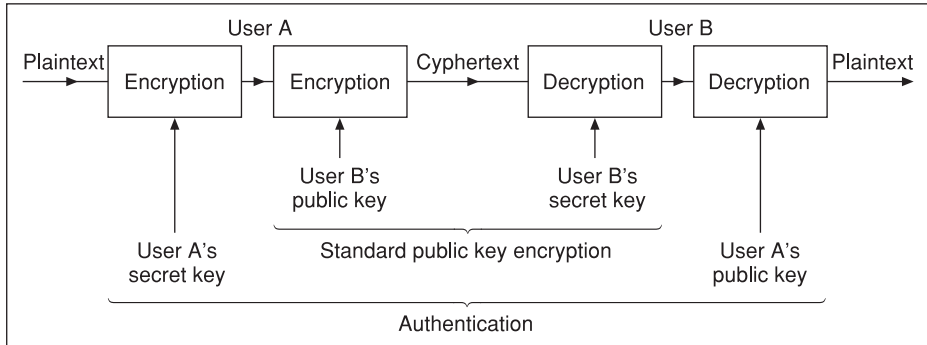 User A
User B
Plaintext
Encryption
Encryption
Cyphertext
Decryption
Decryption
Plaintext
User B's
public key
User B's
secret key
Standard public key encryption
User A's
secret key
User A's
public key
Authentication